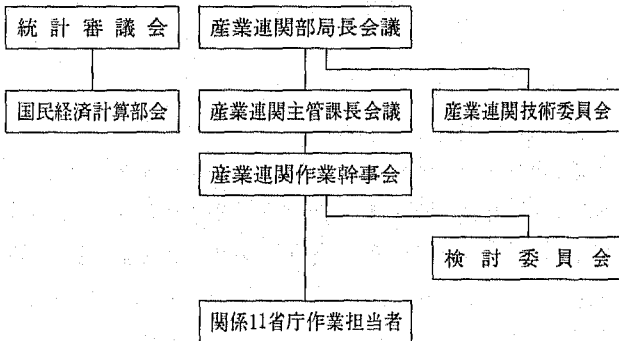 統計審議会
産業連関部局長会議
国民経済計算部会
産業連関主管課長会議
産業連関技術委員会
産業連関作業幹事会
検討委員会
関係11省庁作業担当者